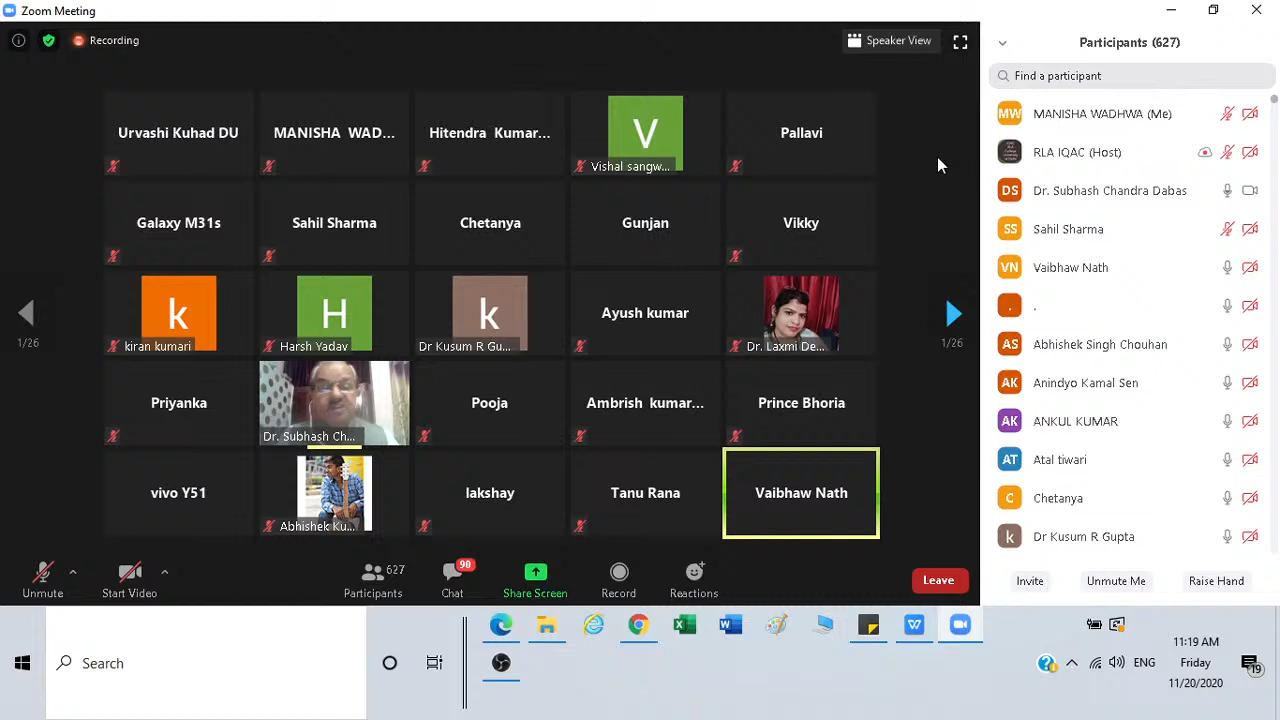 Zoom Meeting
Recording
Speaker View
Participants (627)
Find a participant
Urvashi Kuhad DU
MANISHA WAD...
Hitendra Kumar...
V
Vishal sangw...
Pallavi
Galaxy M31s
Sahil Sharma
Chetanya
Gunjan
Vikky
k
kiran kumari
H
Harsh Yadav
k
Dr Kusum R Gu...
Ayush kumar
Dr. Laxmi De...
1/26
1/26
Priyanka
Dr. Subhash Ch...
Pooja
Ambrish kumar...
Prince Bhoria
vivo Y51
Abhishek Ku...
lakshay
Tanu Rana
Vaibhaw Nath
MW MANISHA WADHWA (Me)
RLA IQAC (Host)
DS Dr. Subhash Chandra Dabas
SS Sahil Sharma
VN Vaibhaw Nath
. .
AS Abhishek Singh Chouhan
AK Anindyo Kamal Sen
AK ANKUL KUMAR
AT Atal tiwari
C Chetanya
k Dr Kusum R Gupta
Invite
Unmute Me
Raise Hand
Unmute
Start Video
627
Participants
90
Chat
Share Screen
Record
Reactions
Leave
Search
ENG
11:19 AM
Friday
11/20/2020
19